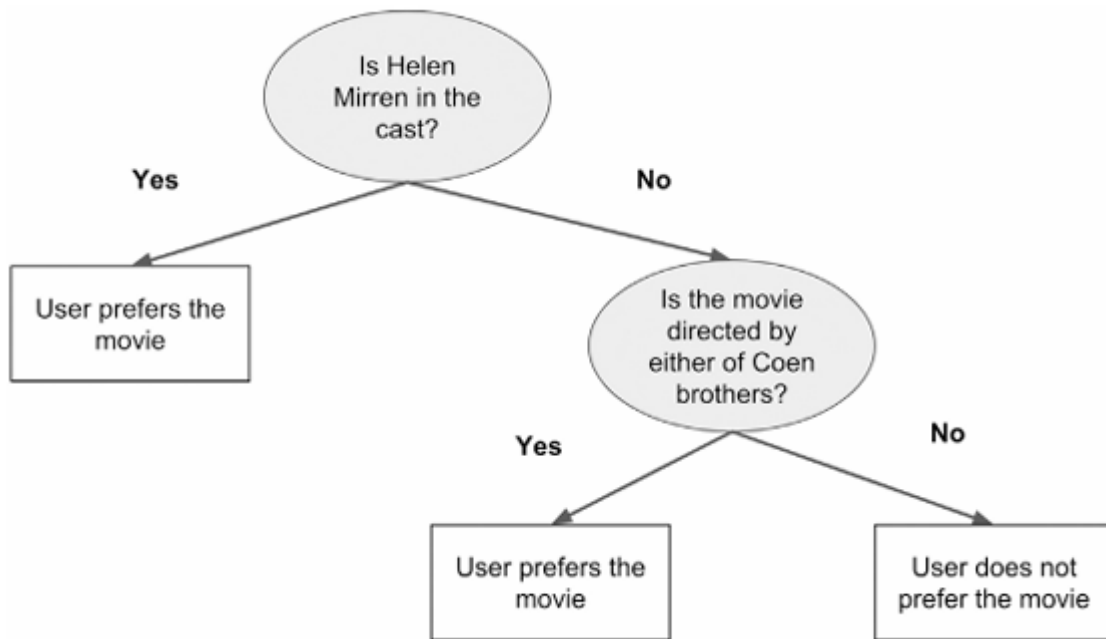 Is Helen
Mirren in the
cast?
Yes
No
User prefers the
movie
Is the movie
directed by
either of Coen
brothers?
Yes
No
User prefers the
movie
User does not
prefer the movie